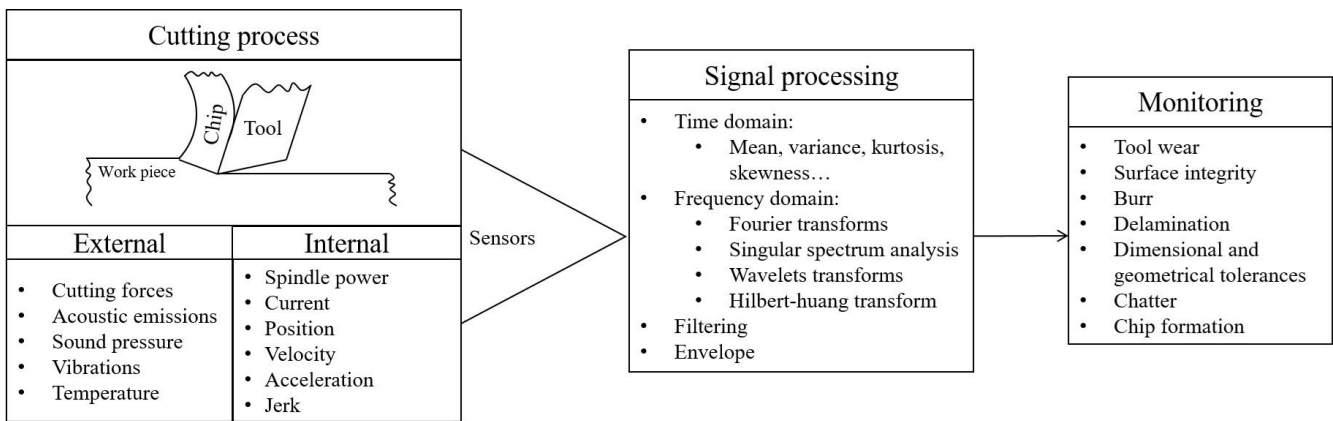 Cutting process
Chip
Tool
Work piece
External
• Cutting forces
• Acoustic emissions
• Sound pressure
• Vibrations
• Temperature
Internal
• Spindle power
• Current
• Position
• Velocity
• Acceleration
• Jerk
Sensors
Signal processing
• Time domain:
• Mean, variance, kurtosis,
skewness…
• Frequency domain:
• Fourier transforms
• Singular spectrum analysis
• Wavelets transforms
• Hilbert-huang transform
• Filtering
• Envelope
Monitoring
• Tool wear
• Surface integrity
• Burr
• Delamination
• Dimensional and
geometrical tolerances
• Chatter
• Chip formation